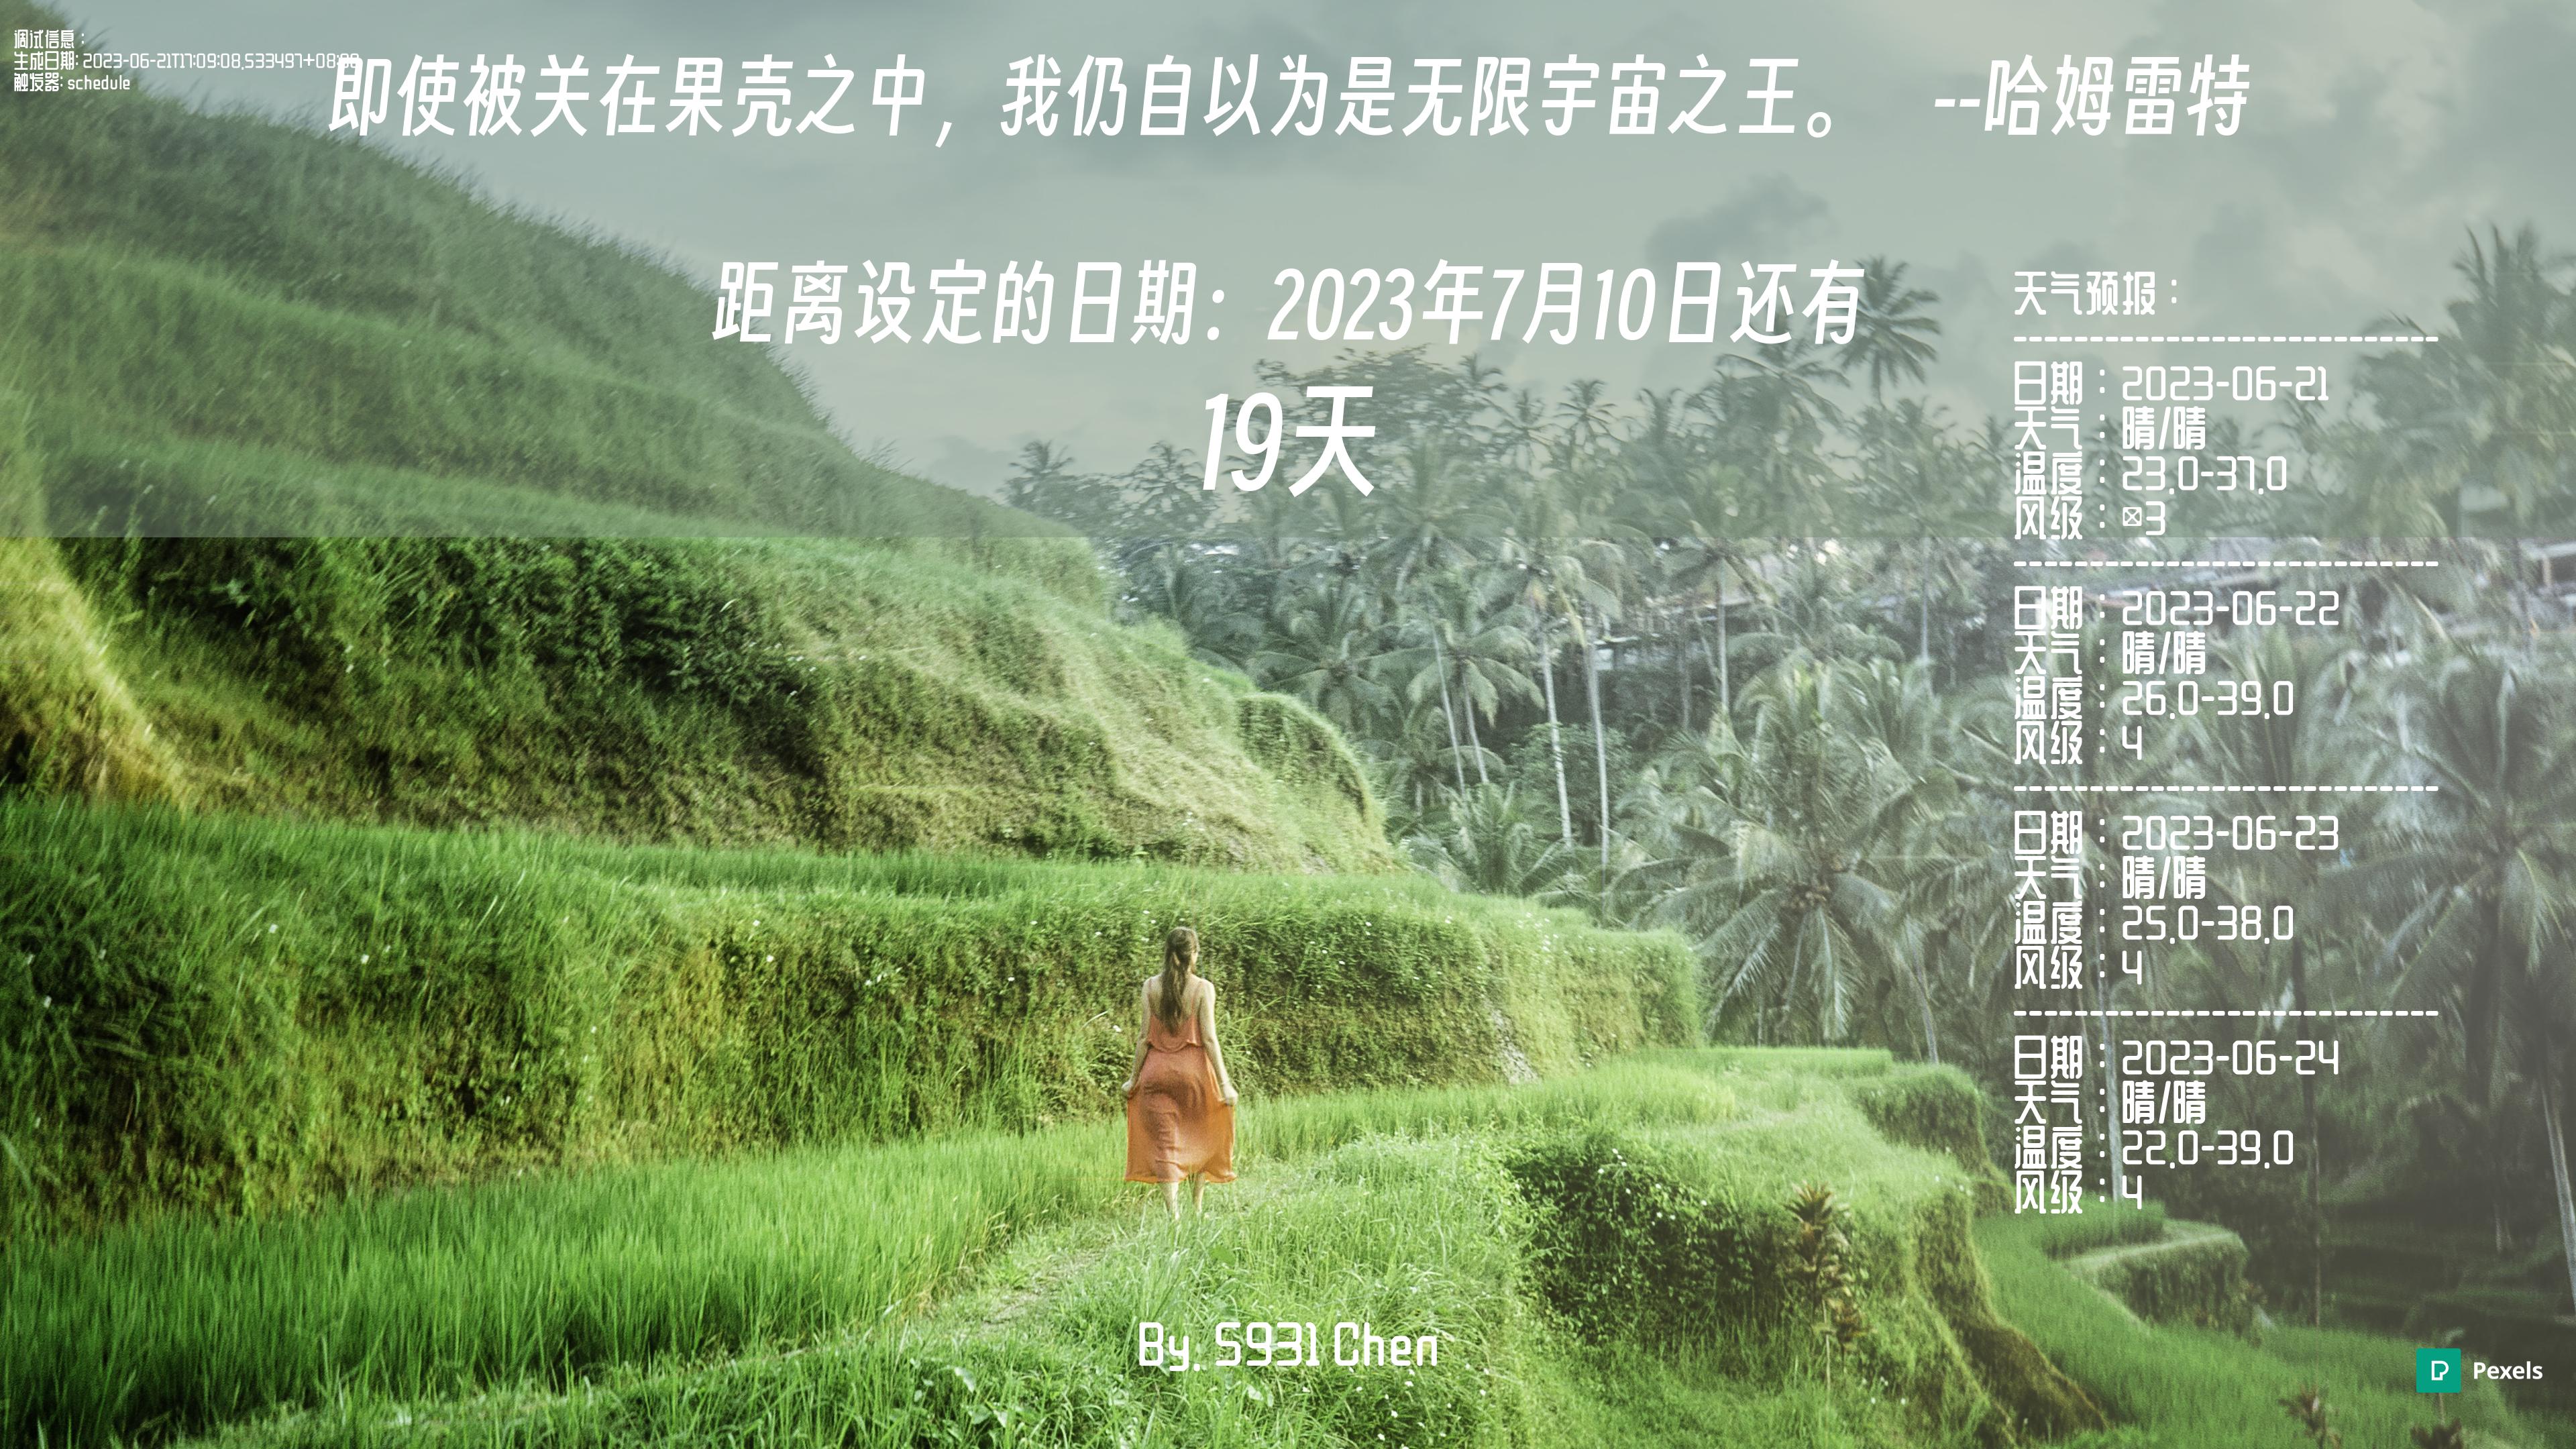 调试信息：
生成日期: 2023-06-21T17:09:08.533497+08:00
触发器: schedule
即使被关在果壳之中，我仍自以为是无限宇宙之王。 --哈姆雷特
距离设定的日期：2023年7月10日还有
19天
天气预报：
----------------------------
日期：2023-06-21
天气：晴/晴
温度：23.0-37.0
风级：3
----------------------------
日期：2023-06-22
天气：晴/晴
温度：26.0-39.0
风级：4
----------------------------
日期：2023-06-23
天气：晴/晴
温度：25.0-38.0
风级：4
----------------------------
日期：2023-06-24
天气：晴/晴
温度：22.0-39.0
风级：4
By. S931 Chen
Pexels